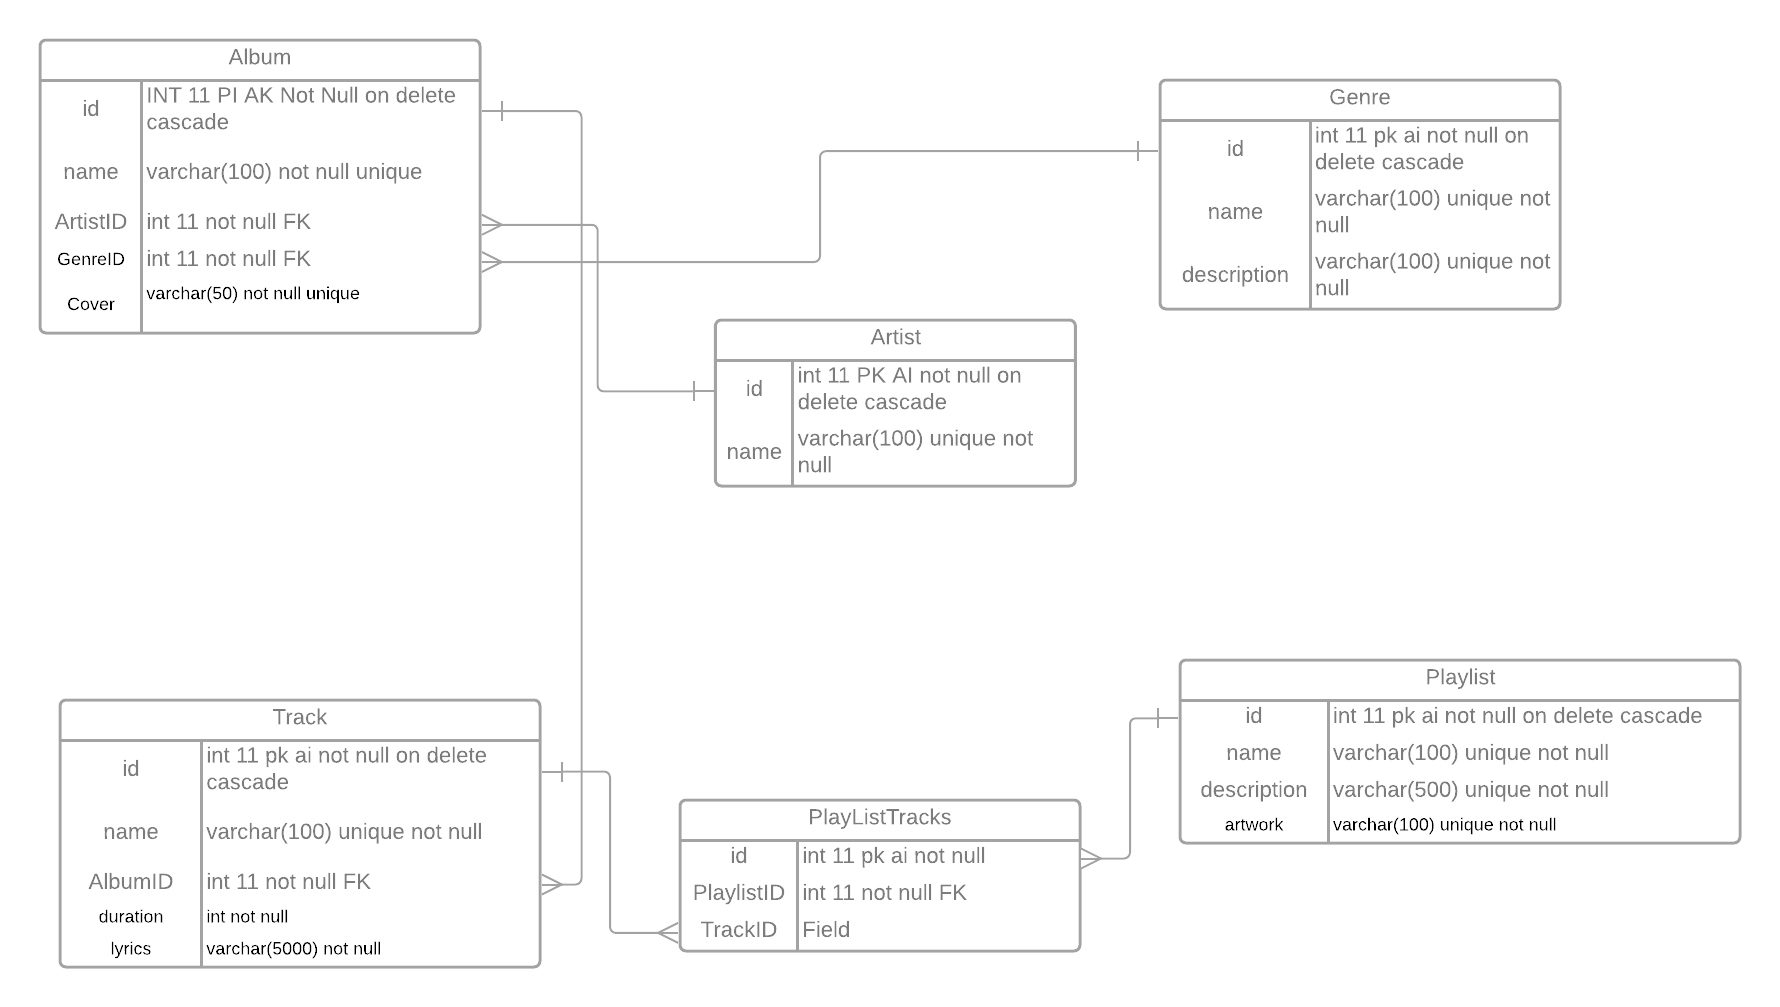 Album
id
INT 11 PI AK Not Null on delete
cascade
name
varchar(100) not null unique
ArtistID
int 11 not null FK
GenreID
int 11 not null FK
Cover
varchar(50) not null unique
Genre
id
int 11 pk ai not null on
delete cascade
name
varchar(100) unique not
null
description
varchar(100) unique not
null
Artist
id
int 11 PK AI not null on
delete cascade
name
varchar(100) unique not
null
Track
id
int 11 pk ai not null on delete
cascade
name
varchar(100) unique not null
AlbumID
int 11 not null FK
duration
int not null
lyrics
varchar(5000) not null
PlayListTracks
id
int 11 pk ai not null
PlaylistID
int 11 not null FK
TrackID
Field
Playlist
id
int 11 pk ai not null on delete cascade
name
varchar(100) unique not null
description
varchar(500) unique not null
artwork
varchar(100) unique not null